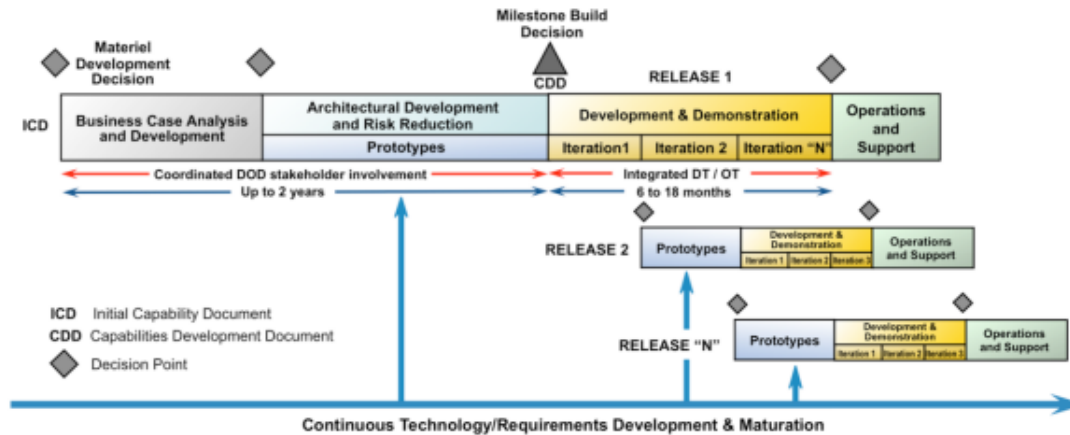 Milestone Build
Decision
Materiel
Development
Decision
CDD
RELEASE 1
ICD
Business Case Analysis
and Development
Architectural Development
and Risk Reduction
Prototypes
Development & Demonstration
Iteration1
Iteration 2
Iteration “N”
Operations
and
Support
Coordinated DOD stakeholder involvement
Integrated DT / OT
Up to 2 years
6 to 18 months
RELEASE 2
Prototypes
Development &
Demonstration
Iteration 1
Iteration 2
Iteration 3
Operations
and Support
RELEASE “N”
Prototypes
Development &
Demonstration
Iteration 1
Iteration 2
Iteration 3
Operations
and Support
ICD Initial Capability Document
CDD Capabilities Development Document
Decision Point
Continuous Technology/Requirements Development & Maturation